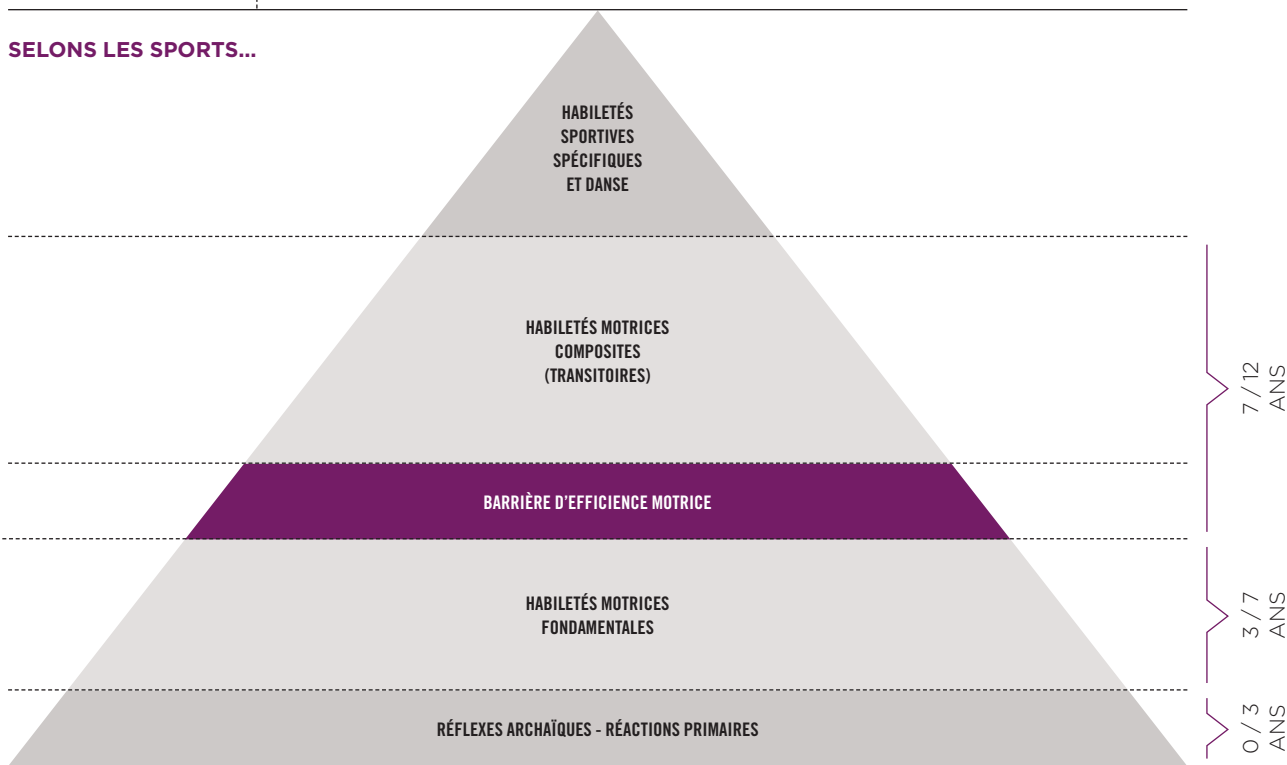 SELONS LES SPORTS...
HABILETÉS
SPORTIVES
SPÉCIFIQUES
ET DANSE
HABILETÉS MOTRICES
COMPOSITES
(TRANSITOIRES)
7 / 12
ANS
BARRIÈRE D'EFFICIENCE MOTRICE
HABILETÉS MOTRICES
FONDAMENTALES
3 / 7
ANS
RÉFLEXES ARCHAÏQUES - RÉACTIONS PRIMAIRES
0 / 3
ANS